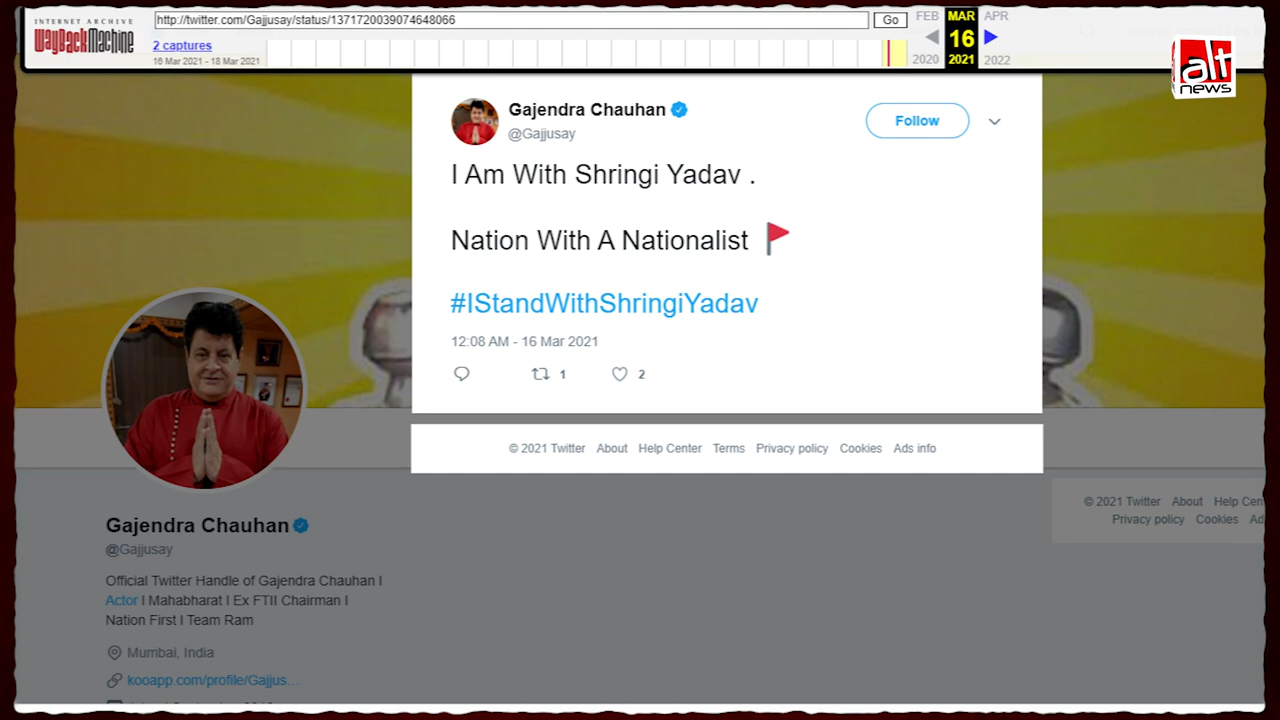 INTERNET ARCHIVE
WayBackMachine
http://twitter.com/Gajjusay/status/1371720039074648066
Go
FEB MAR APR
2 captures
16
16 Mar 2021 - 18 Mar 2021
2020 2021 2022
alt
news
Gajendra Chauhan
@Gajjusay
Follow
I Am With Shringi Yadav .
Nation With A Nationalist
#IStandWithShringiYadav
12:08 AM - 16 Mar 2021
1 2
© 2021 Twitter About Help Center Terms Privacy policy Cookies Ads info
Gajendra Chauhan
@Gajjusay
Official Twitter Handle of Gajendra Chauhan I
Actor I Mahabharat I Ex FTII Chairman I
Nation First I Team Ram
Mumbai, India
kooapp.com/profile/Gajjus…
© 2021 Twitter About Help Cen
Privacy policy Cookies Ad